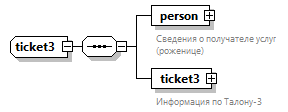 person
Сведения о получателе услуг
(роженице)
ticket3
ticket3
Информация по Талону-3